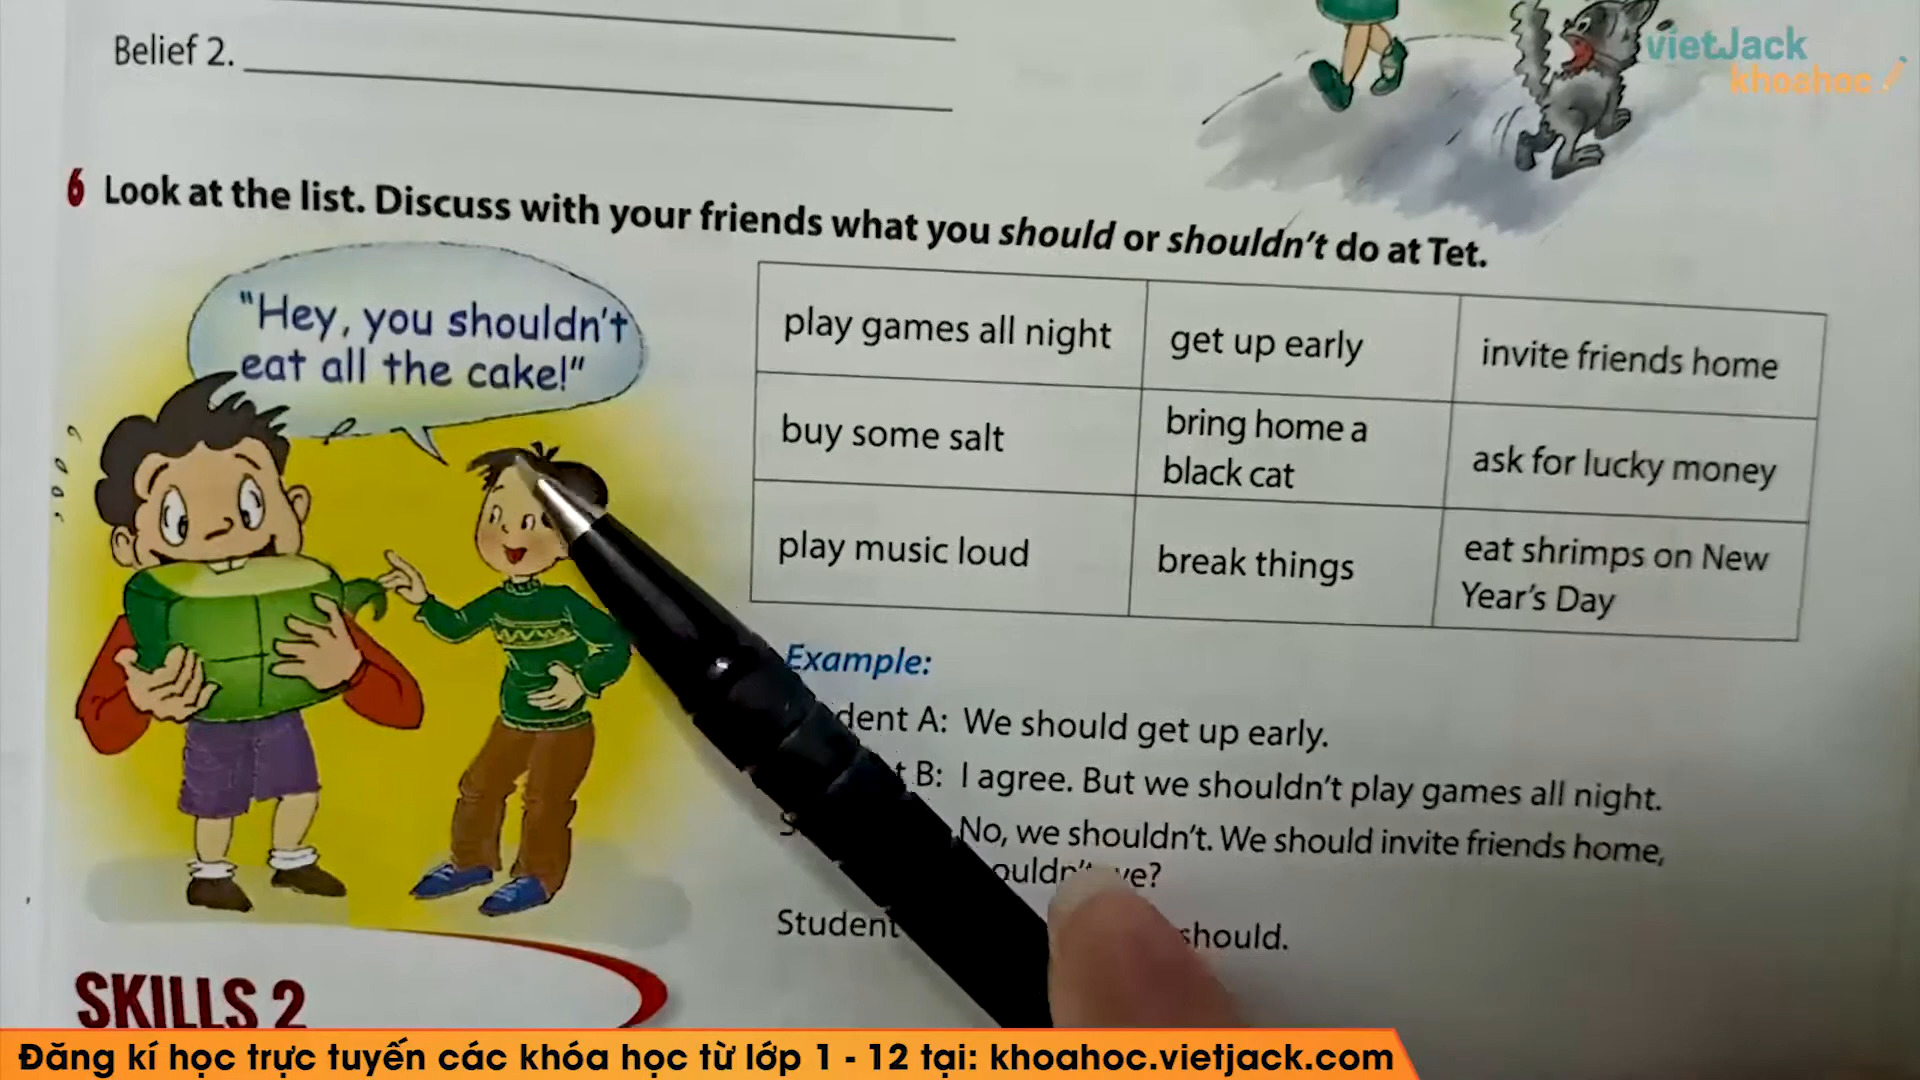 Belief 2.
vietJack
khoahoc
6 Look at the list. Discuss with your friends what you should or shouldn't do at Tet.
"Hey, you shouldn't
eat all the cake!"
play games all night
get up early
invite friends home
buy some salt
bring home a
black cat
ask for lucky money
play music loud
break things
eat shrimps on New
Year's Day
Example:
dent A: We should get up early.
t B: I agree. But we shouldn't play games all night.
No, we shouldn't. We should invite friends home,
Student should.
SKILLS 2
Đăng kí học trực tuyến các khóa học từ lớp 1 - 12 tại: khoahoc.vietjack.com